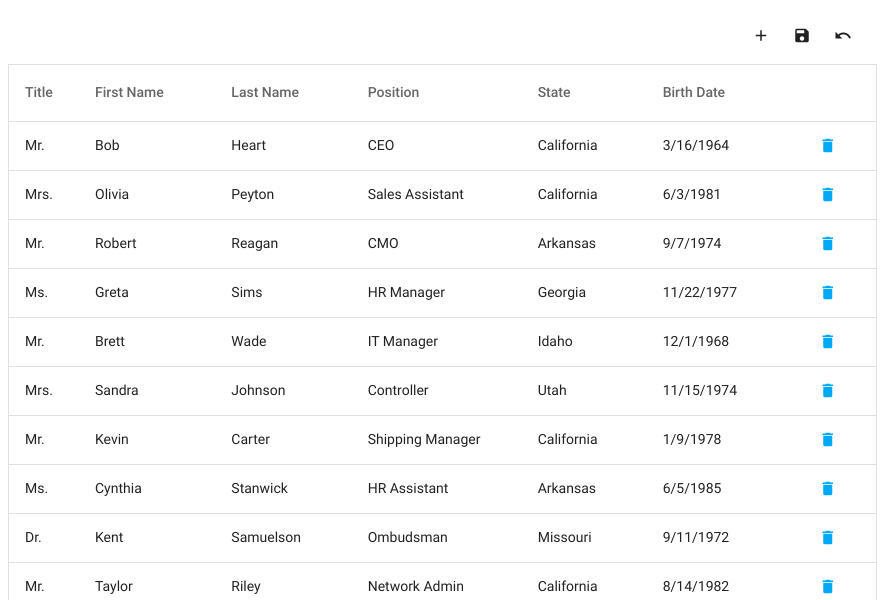 Title First Name Last Name Position State Birth Date
Mr. Bob Heart CEO California 3/16/1964
Mrs. Olivia Peyton Sales Assistant California 6/3/1981
Mr. Robert Reagan CMO Arkansas 9/7/1974
Ms. Greta Sims HR Manager Georgia 11/22/1977
Mr. Brett Wade IT Manager Idaho 12/1/1968
Mrs. Sandra Johnson Controller Utah 11/15/1974
Mr. Kevin Carter Shipping Manager California 1/9/1978
Ms. Cynthia Stanwick HR Assistant Arkansas 6/5/1985
Dr. Kent Samuelson Ombudsman Missouri 9/11/1972
Mr. Taylor Riley Network Admin California 8/14/1982